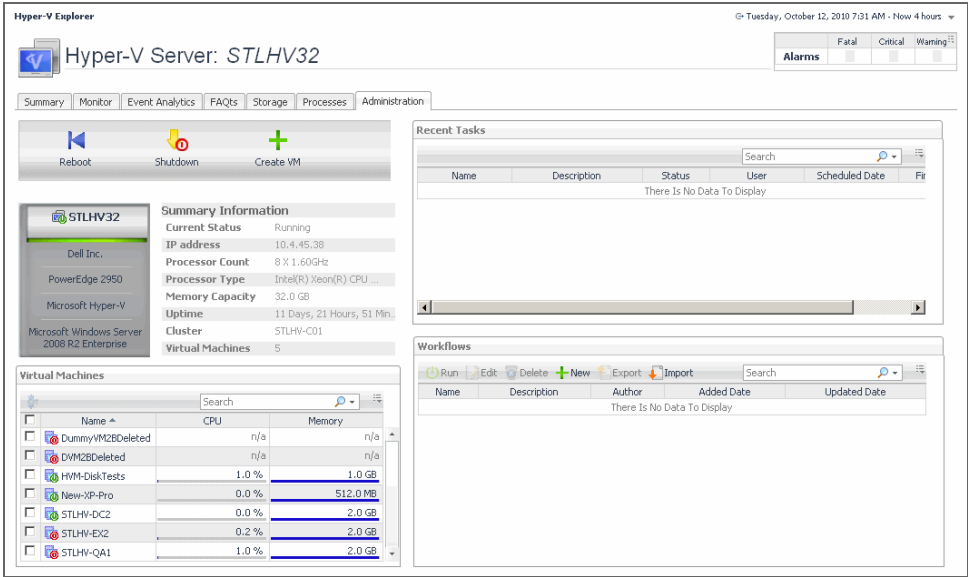 Hyper-V Explorer
Tuesday, October 12, 2010 7:31 AM - Now 4 hours
Hyper-V Server: STLHV32
Fatal Critical Warning
Alarms
Summary Monitor Event Analytics FAQts Storage Processes Administration
Reboot Shutdown Create VM
STLHV32
Dell Inc.
PowerEdge 2950
Microsoft Hyper-V
Microsoft Windows Server
2008 R2 Enterprise
Summary Information
Current Status Running
IP address 10.4.45.38
Processor Count 8 X 1.60GHz
Processor Type Intel(R) Xeon(R) CPU ...
Memory Capacity 32.0 GB
Uptime 11 Days, 21 Hours, 51 Min..
Cluster STLHV-C01
Virtual Machines 5
Virtual Machines
Search
Name CPU Memory
DummyVM2BDeleted n/a n/a
DVM2BDeleted n/a n/a
HVM-DiskTests 1.0 % 1.0 GB
New-XP-Pro 0.0 % 512.0 MB
STLHV-DC2 0.0 % 2.0 GB
STLHV-EX2 0.2 % 2.0 GB
STLHV-QA1 1.0 % 2.0 GB
Recent Tasks
Search
Name Description Status User Scheduled Date Fir
There Is No Data To Display
Workflows
Run Edit Delete New Export Import Search
Name Description Author Added Date Updated Date
There Is No Data To Display